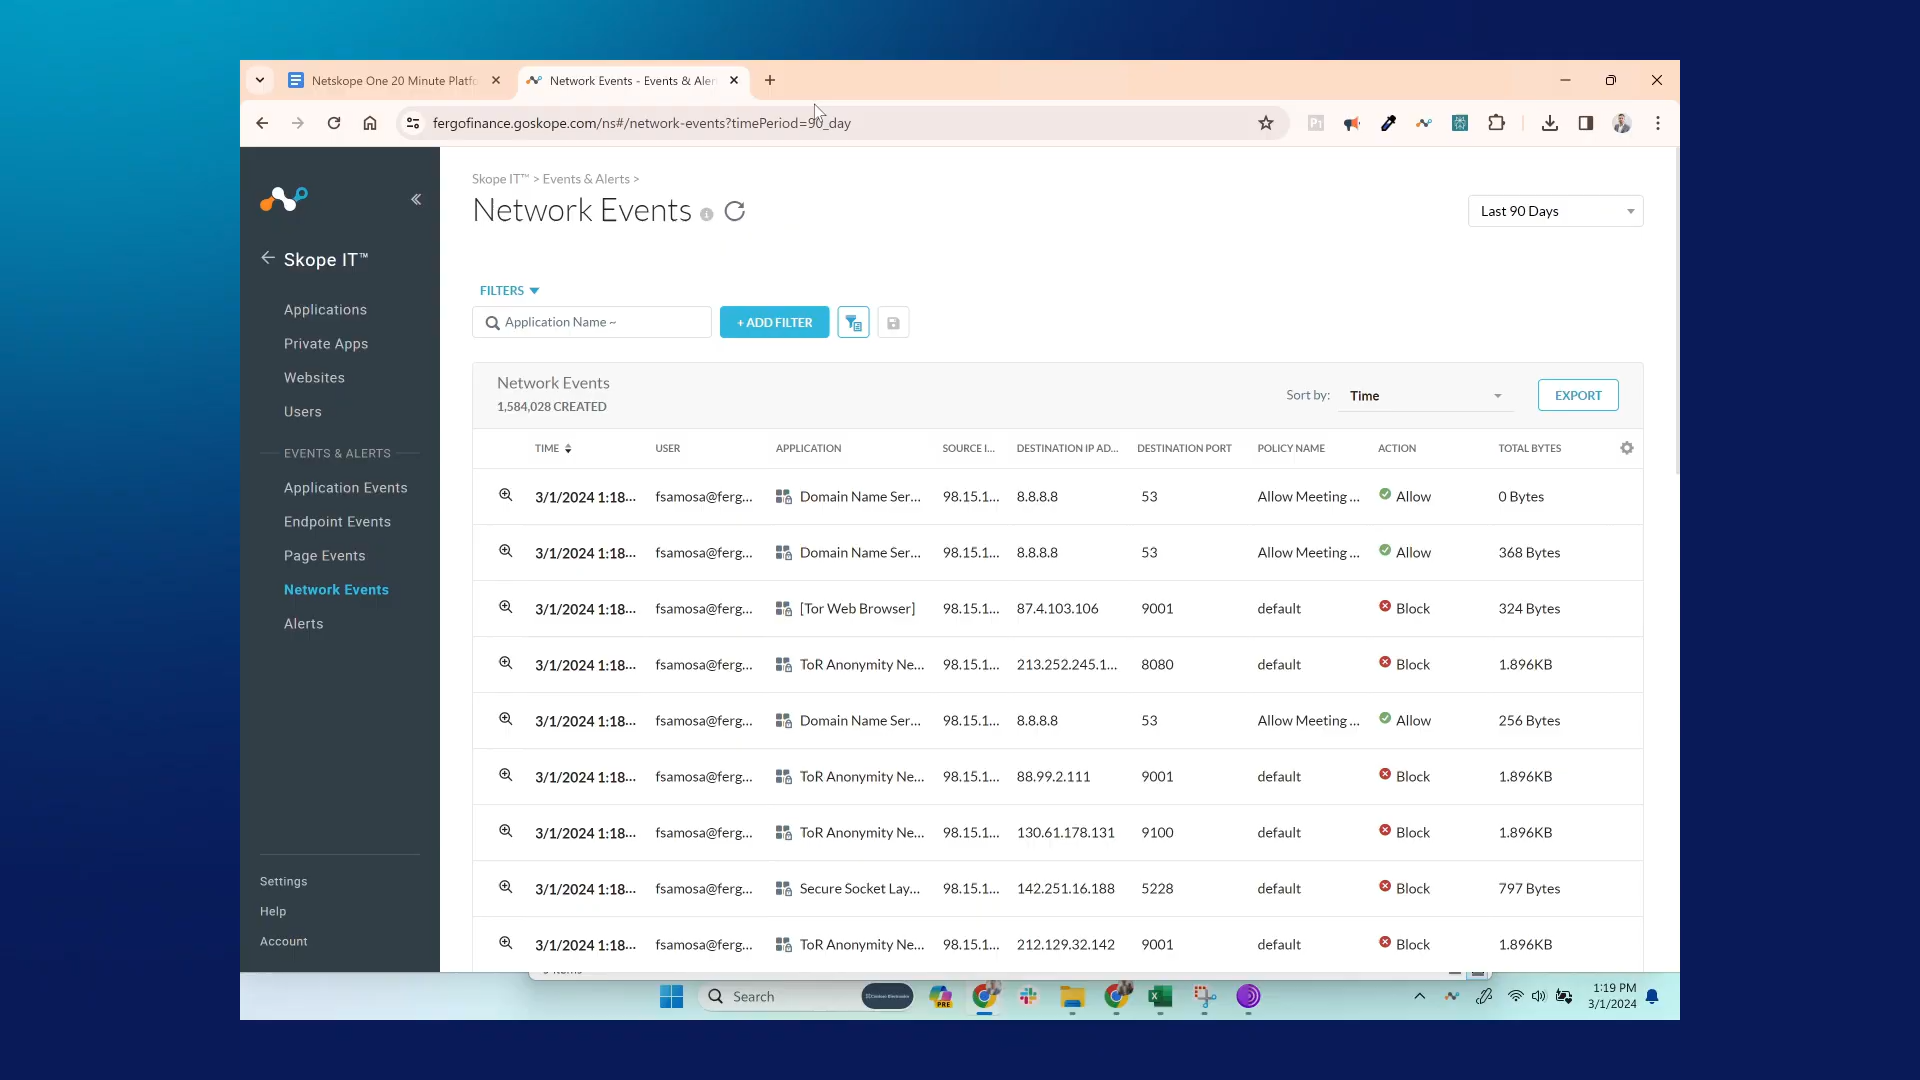 Netskope One 20 Minute Platfo
Network Events - Events & Aler
fergofinance.goskope.com/ns#/network-events?timePeriod=90_day
Skope IT™
Applications
Private Apps
Websites
Users
EVENTS & ALERTS
Application Events
Endpoint Events
Page Events
Network Events
Alerts
Settings
Help
Account
Skope IT™ > Events & Alerts >
Network Events
Last 90 Days
FILTERS
Application Name ~
+ ADD FILTER
Network Events
1,584,028 CREATED
Sort by: Time
EXPORT
TIME USER APPLICATION SOURCE I... DESTINATION IP AD... DESTINATION PORT POLICY NAME ACTION TOTAL BYTES
3/1/2024 1:18... fsamosa@ferg... Domain Name Ser... 98.15.1... 8.8.8.8 53 Allow Meeting ... Allow 0 Bytes
3/1/2024 1:18... fsamosa@ferg... Domain Name Ser... 98.15.1... 8.8.8.8 53 Allow Meeting ... Allow 368 Bytes
3/1/2024 1:18... fsamosa@ferg... [Tor Web Browser] 98.15.1... 87.4.103.106 9001 default Block 324 Bytes
3/1/2024 1:18... fsamosa@ferg... ToR Anonymity Ne... 98.15.1... 213.252.245.1... 8080 default Block 1.896KB
3/1/2024 1:18... fsamosa@ferg... Domain Name Ser... 98.15.1... 8.8.8.8 53 Allow Meeting ... Allow 256 Bytes
3/1/2024 1:18... fsamosa@ferg... ToR Anonymity Ne... 98.15.1... 88.99.2.111 9001 default Block 1.896KB
3/1/2024 1:18... fsamosa@ferg... ToR Anonymity Ne... 98.15.1... 130.61.178.131 9100 default Block 1.896KB
3/1/2024 1:18... fsamosa@ferg... Secure Socket Lay... 98.15.1... 142.251.16.188 5228 default Block 797 Bytes
3/1/2024 1:18... fsamosa@ferg... ToR Anonymity Ne... 98.15.1... 212.129.32.142 9001 default Block 1.896KB
Search
PRE
1:19 PM
3/1/2024